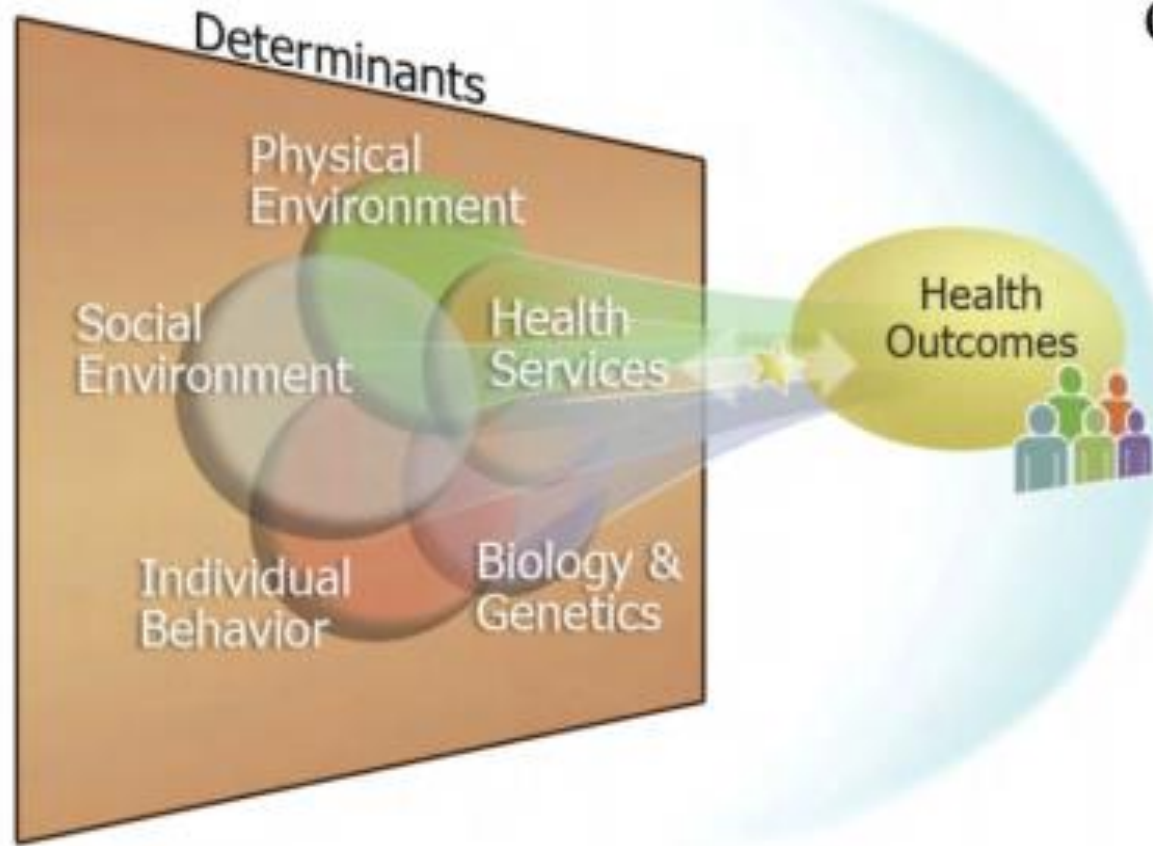 Determinants
Physical
Environment
Social
Environment
Health
Services
Individual
Behavior
Biology &
Genetics
Health
Outcomes